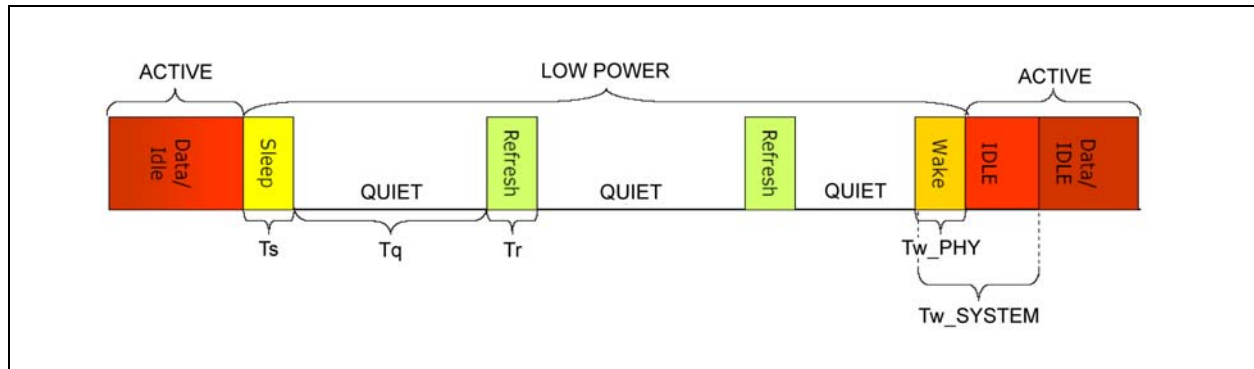 ACTIVE
LOW POWER
ACTIVE
Data/
Idle
Sleep
QUIET
Refresh
QUIET
Refresh
QUIET
Wake
IDLE
Data/
IDLE
Ts
Tq
Tr
Tw_PHY
Tw_SYSTEM